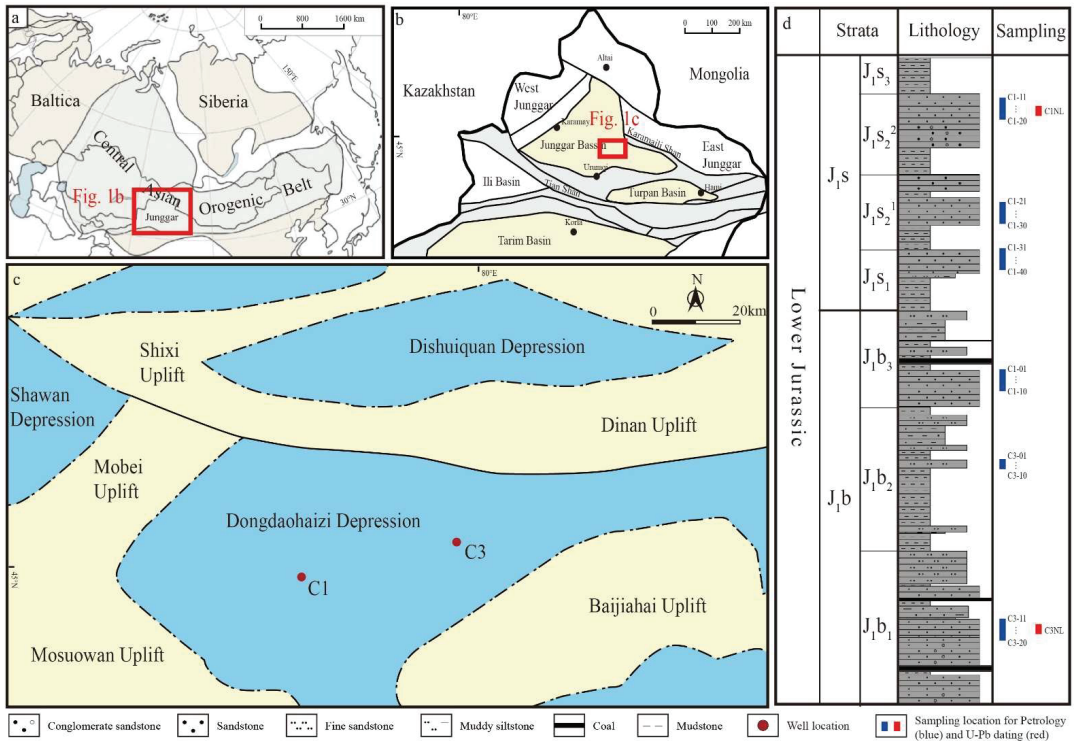 a
0 800 1600 km
150°E
Baltica
Siberia
Central
Asian
Orogenic
Belt
Fig. 1b
Junggar
30°N
b
80°E
0 100 200 km
Altai
Kazakhstan
Mongolia
West
Junggar
Fig. 1c
Karamay
Karamaili Shan
45°N
Junggar Bassin
East
Junggar
Urumqi
Ili Basin
Tian Shan
Turpan Basin
Hami
Korla
Tarim Basin
c
80°E
N
0 20km
Shixi
Uplift
Dishuiquan Depression
Shawan
Depression
Dinan Uplift
Mobei
Uplift
Dongdaohaizi Depression
C3
45°N
C1
Baijiahai Uplift
Mosuowan Uplift
d
Strata Lithology Sampling
Lower Jurassic
J₁s
J₁b
J₁s₃
J₁s₂²
J₁s₂¹
J₁s₁
J₁b₃
J₁b₂
J₁b₁
C1-11
⋮
C1-20
C1NL
C1-21
⋮
C1-30
C1-31
⋮
C1-40
C1-01
⋮
C1-10
C3-01
⋮
C3-10
C3-11
⋮
C3-20
C3NL
Conglomerate sandstone
Sandstone
Fine sandstone
Muddy siltstone
Coal
Mudstone
Well location
Sampling location for Petrology
(blue) and U-Pb dating (red)